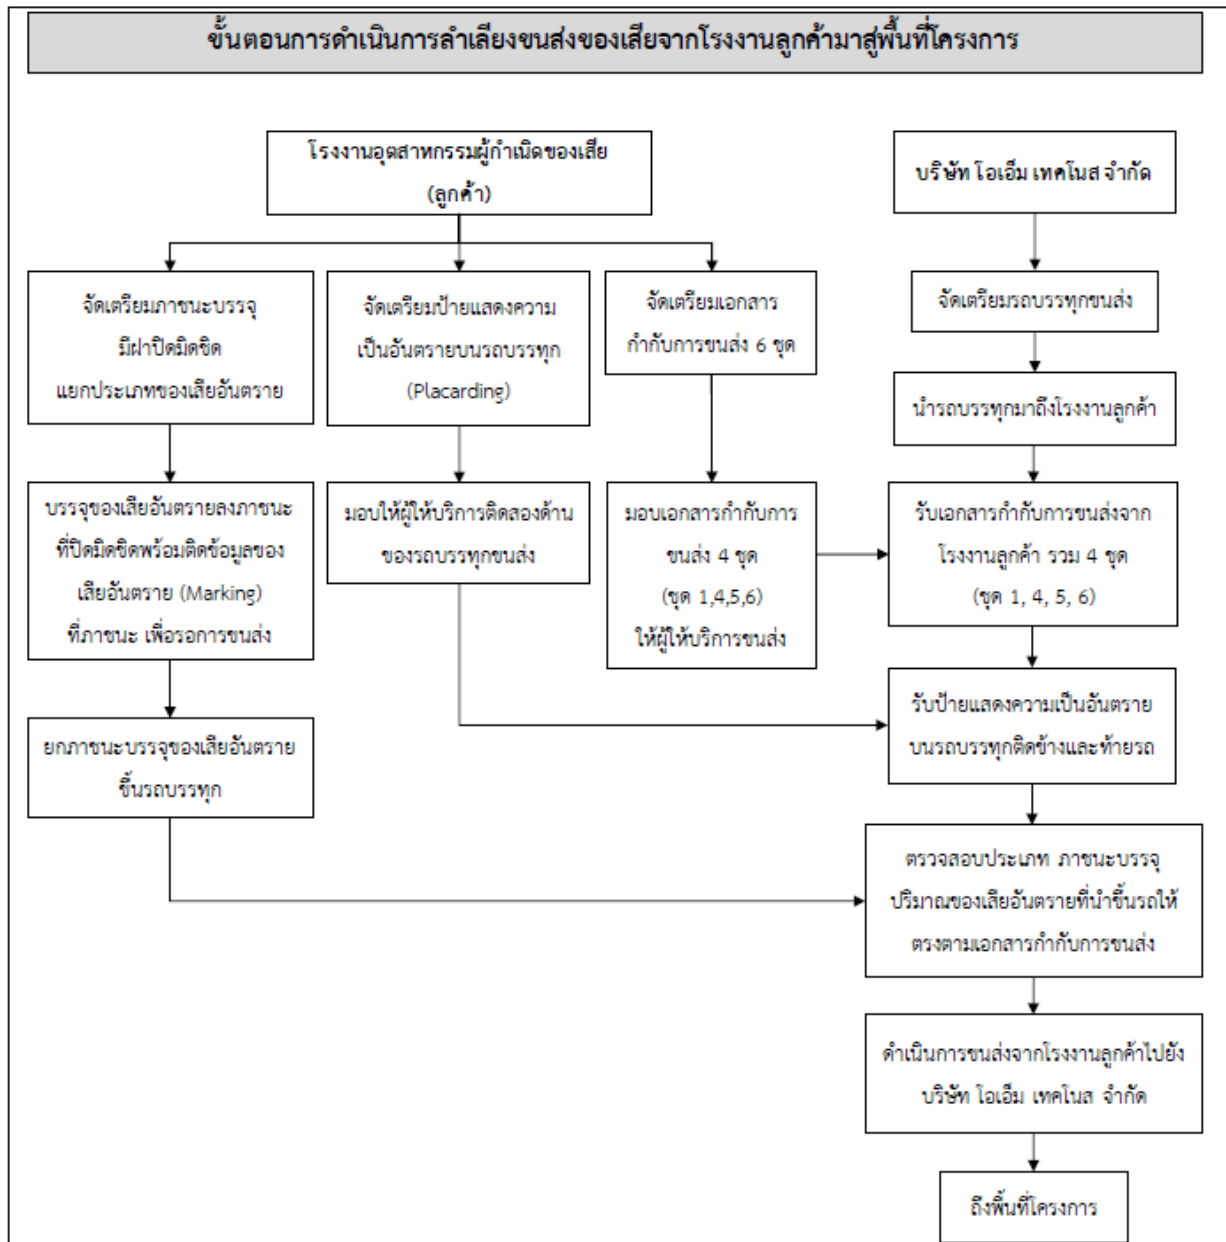 ขั้นตอนการดำเนินการลำเลียงขนส่งของเสียจากโรงงานลูกค้ามาสู่พื้นที่โครงการ
โรงงานอุตสาหกรรมผู้กำเนิดของเสีย
(ลูกค้า)
บริษัท โอเอ็ม เทคโนส จำกัด
จัดเตรียมภาชนะบรรจุ
มีฝาปิดมิดชิด
แยกประเภทของเสียอันตราย
จัดเตรียมป้ายแสดงความ
เป็นอันตรายบนรถบรรทุก
(Placarding)
จัดเตรียมเอกสาร
กำกับการขนส่ง 6 ชุด
จัดเตรียมรถบรรทุกขนส่ง
นำรถบรรทุกมาถึงโรงงานลูกค้า
บรรจุของเสียอันตรายลงภาชนะ
ที่ปิดมิดชิดพร้อมติดข้อมูลของ
เสียอันตราย (Marking)
ที่ภาชนะ เพื่อรอการขนส่ง
มอบให้ผู้ให้บริการติดสองด้าน
ของรถบรรทุกขนส่ง
มอบเอกสารกำกับการ
ขนส่ง 4 ชุด
(ชุด 1,4,5,6)
ให้ผู้ให้บริการขนส่ง
รับเอกสารกำกับการขนส่งจาก
โรงงานลูกค้า รวม 4 ชุด
(ชุด 1, 4, 5, 6)
ยกภาชนะบรรจุของเสียอันตราย
ขึ้นรถบรรทุก
รับป้ายแสดงความเป็นอันตราย
บนรถบรรทุกติดข้างและท้ายรถ
ตรวจสอบประเภท ภาชนะบรรจุ
ปริมาณของเสียอันตรายที่นำขึ้นรถให้
ตรงตามเอกสารกำกับการขนส่ง
ดำเนินการขนส่งจากโรงงานลูกค้าไปยัง
บริษัท โอเอ็ม เทคโนส จำกัด
ถึงพื้นที่โครงการ